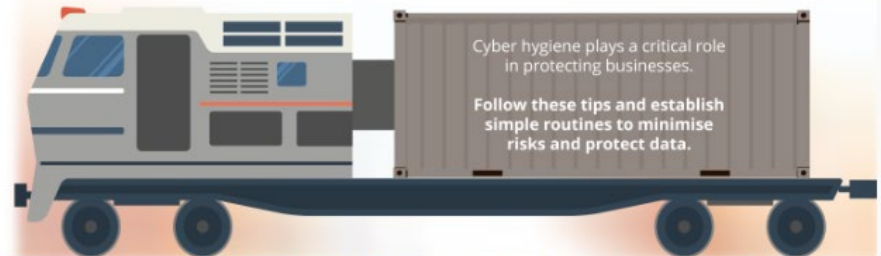 Cyber hygiene plays a critical role
in protecting businesses.
Follow these tips and establish
simple routines to minimise
risks and protect data.